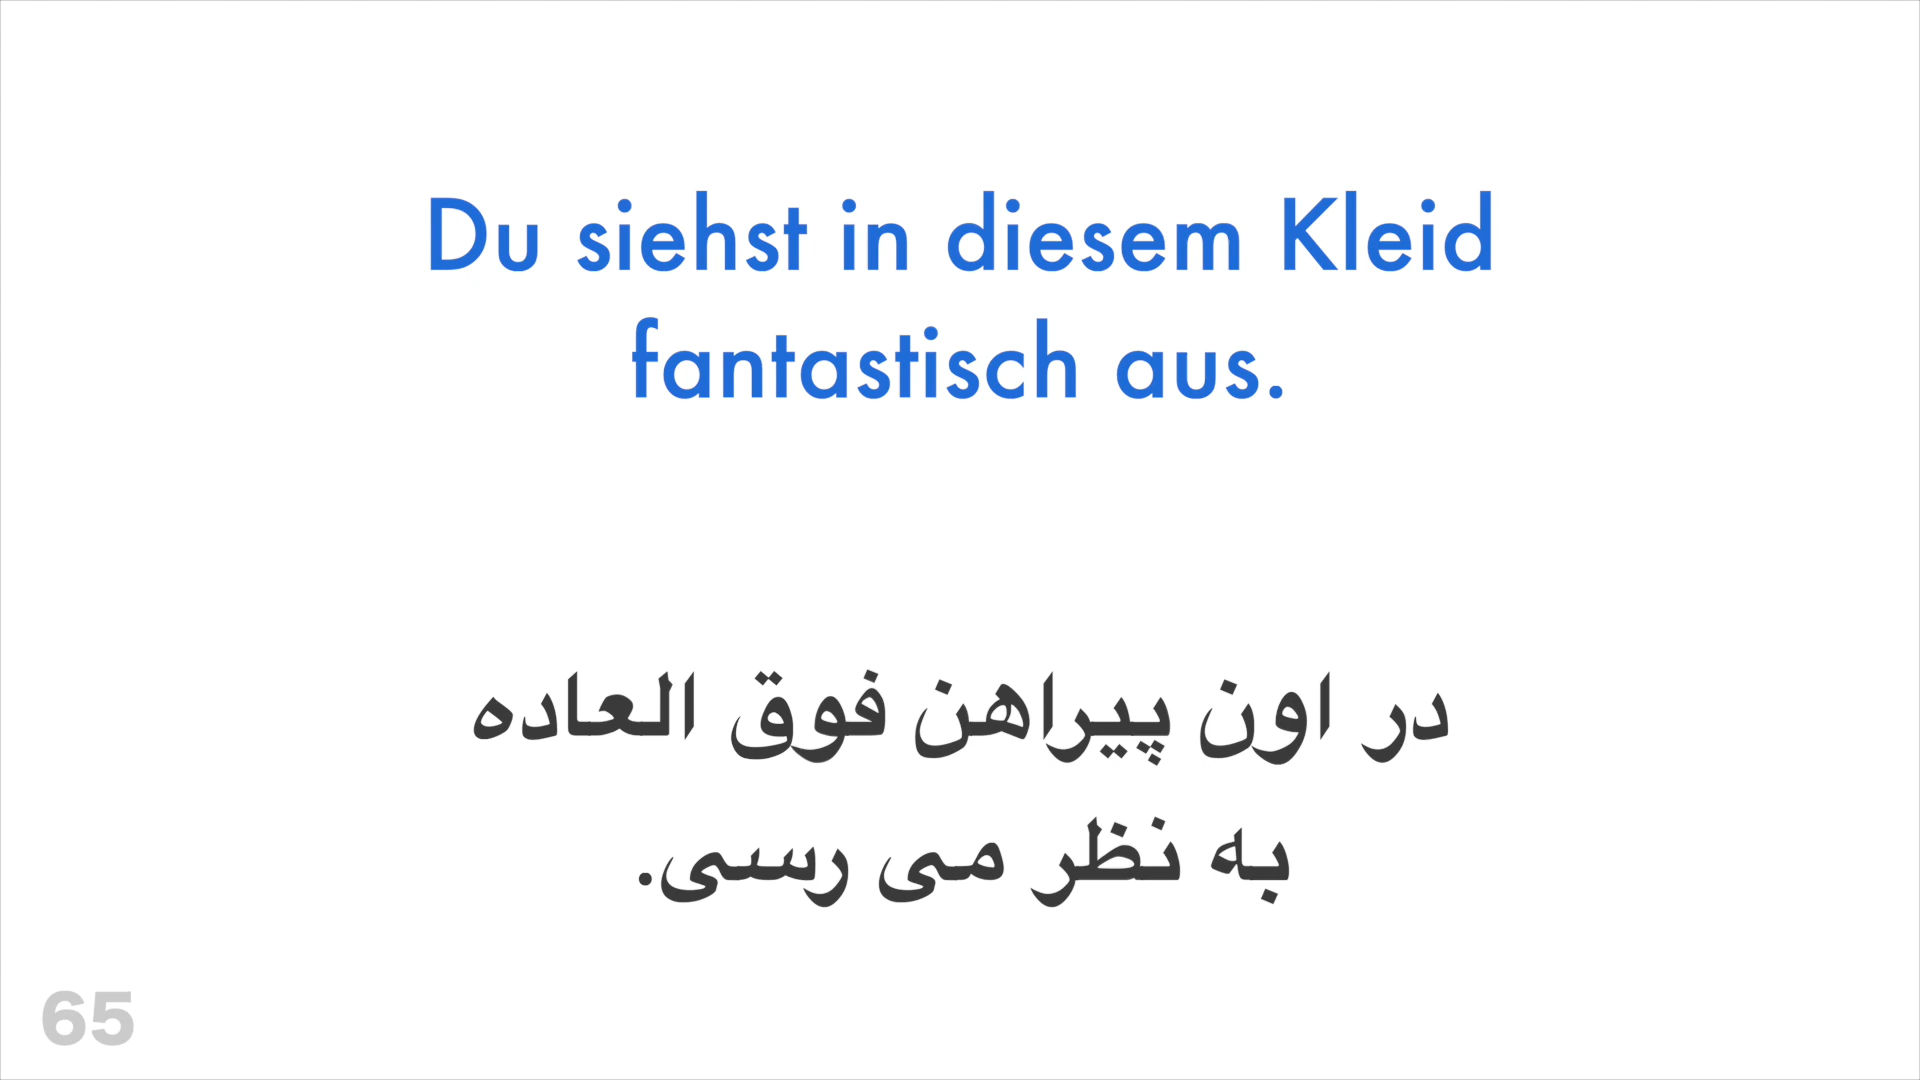 Du siehst in diesem Kleid
fantastisch aus.
در اون پیراهن فوق العاده
به نظر می رسی.
65